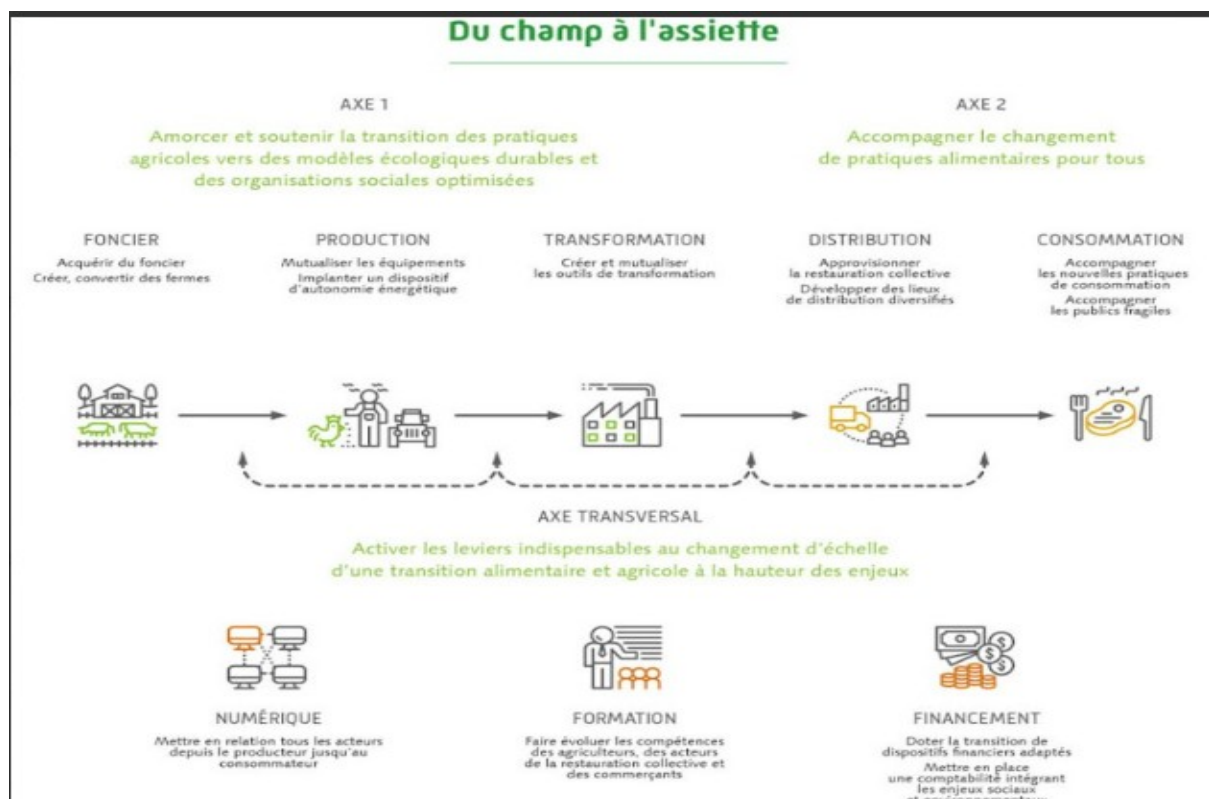 Du champ à l'assiette
AXE 1
Amorcer et soutenir la transition des pratiques
agricoles vers des modèles écologiques durables et
des organisations sociales optimisées
AXE 2
Accompagner le changement
de pratiques alimentaires pour tous
FONCIER
Acquérir du foncier
Créer, convertir des fermes
PRODUCTION
Mutualiser les équipements
Implanter un dispositif
d'autonomie énergétique
TRANSFORMATION
Créer et mutualiser
les outils de transformation
DISTRIBUTION
Approvisionner
la restauration collective
Développer des lieux
de distribution diversifiés
CONSOMMATION
Accompagner
les nouvelles pratiques
de consommation
Accompagner
les publics fragiles
AXE TRANSVERSAL
Activer les leviers indispensables au changement d'échelle
d'une transition alimentaire et agricole à la hauteur des enjeux
NUMÉRIQUE
Mettre en relation tous les acteurs
depuis le producteur jusqu'au
consommateur
FORMATION
Faire évoluer les compétences
des agriculteurs, des acteurs
de la restauration collective et
des commerçants
FINANCEMENT
Doter la transition de
dispositifs financiers adaptés
Mettre en place
une comptabilité intégrant
les enjeux sociaux
et environnementaux